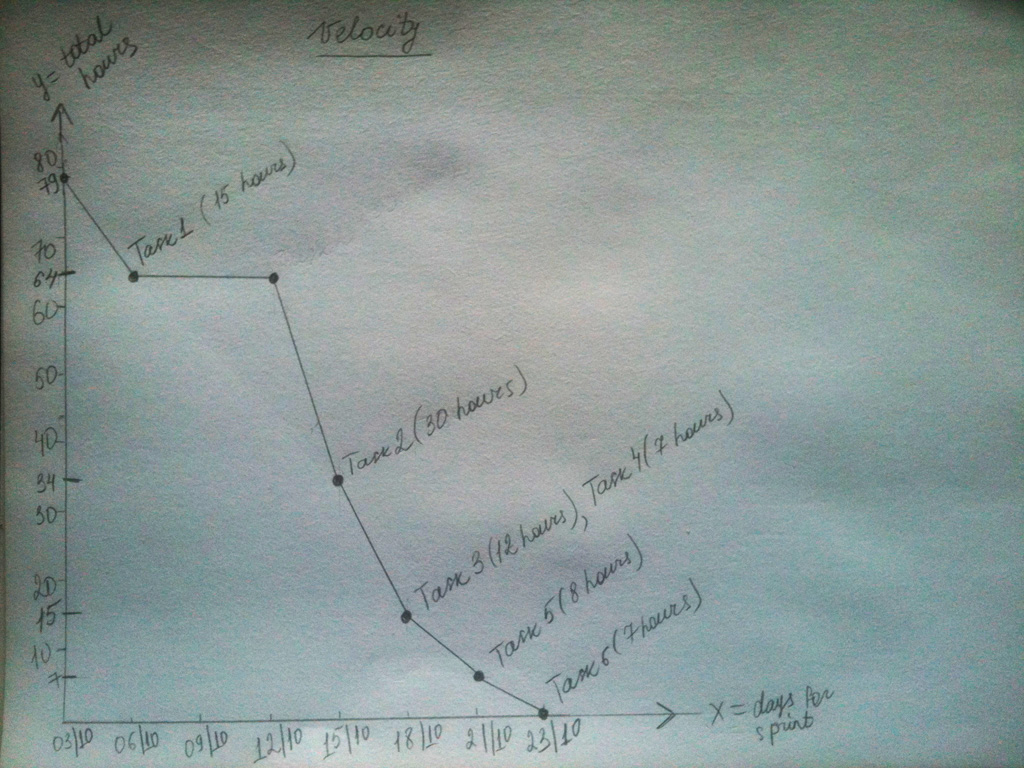 Velocity
y = total
hours
80
79
70
64
60
50
40
34
30
20
15
10
7
Task 1 (15 hours)
Task 2 (30 hours)
Task 3 (12 hours), Task 4 (7 hours)
Task 5 (8 hours)
Task 6 (7 hours)
03/10 06/10 09/10 12/10 15/10 18/10 21/10 23/10
X = days for
sprint